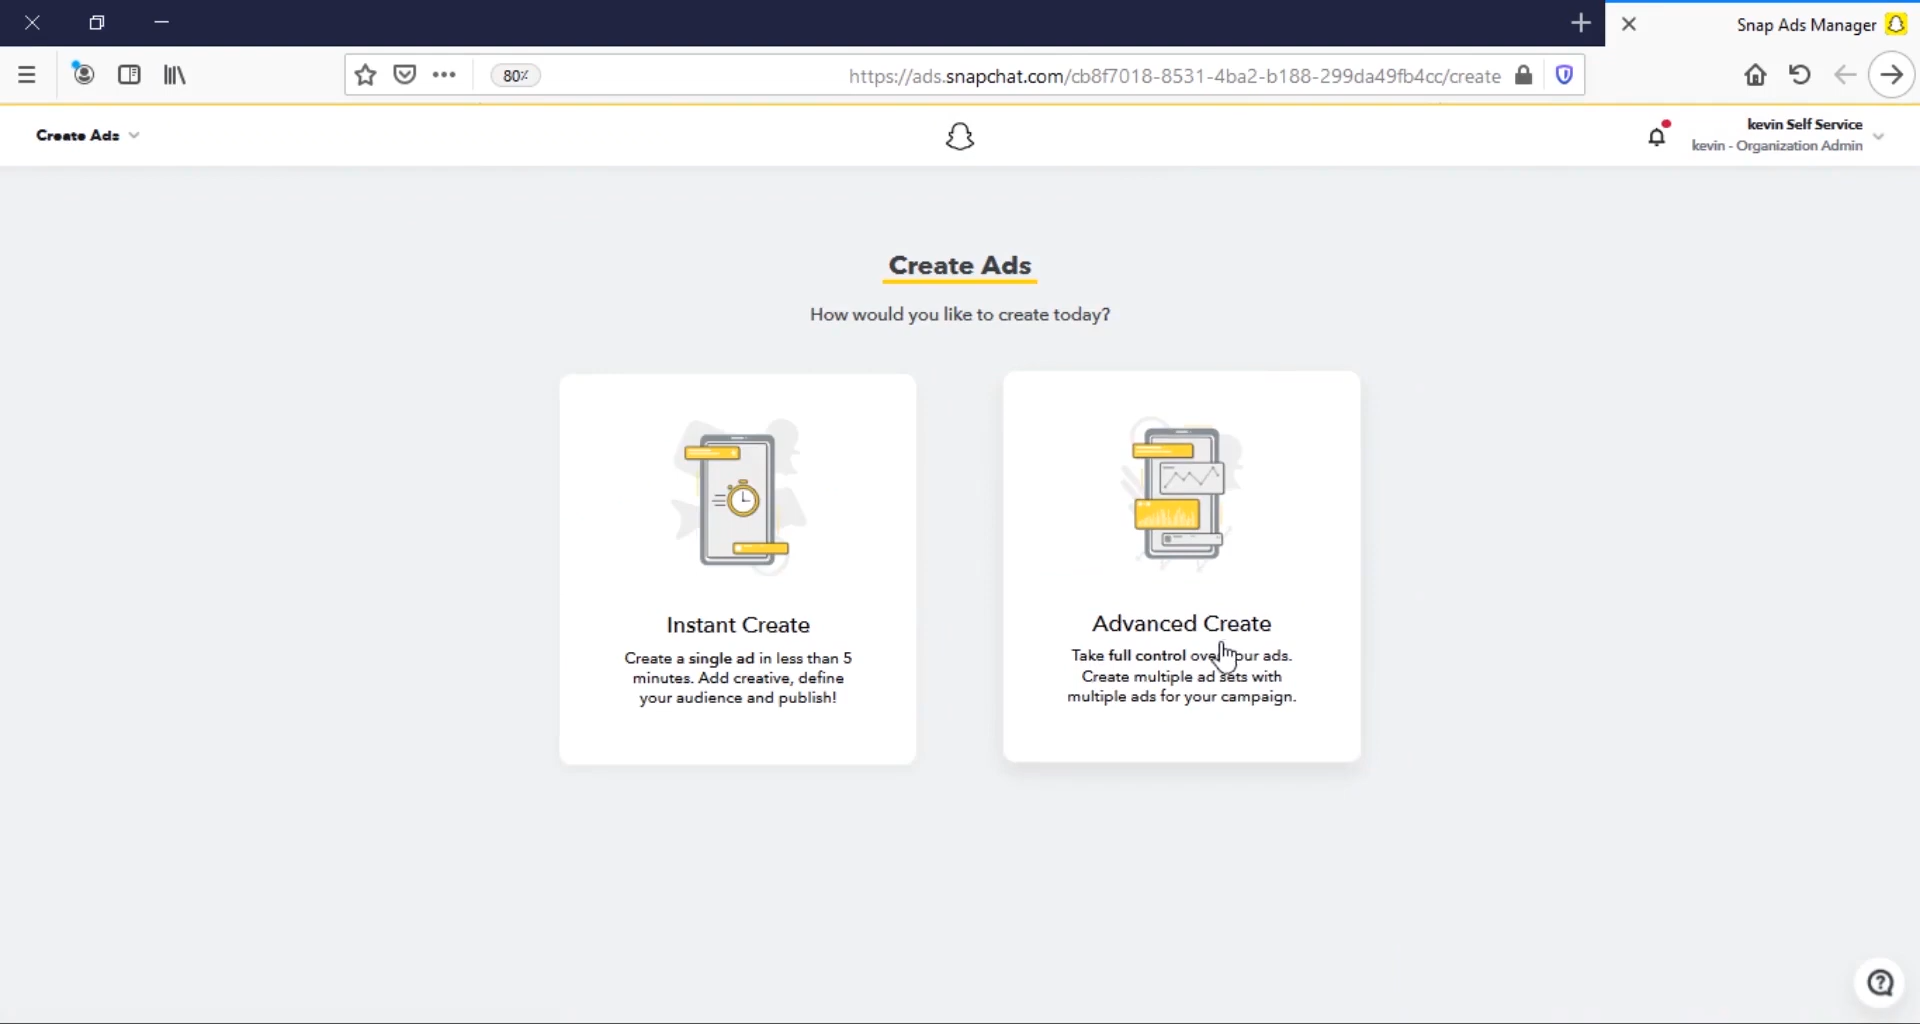 Snap Ads Manager
80%
https://ads.snapchat.com/cb8f7018-8531-4ba2-b188-299da49fb4cc/create
Create Ads
kevin Self Service
kevin - Organization Admin
Create Ads
How would you like to create today?
Instant Create
Create a single ad in less than 5
minutes. Add creative, define
your audience and publish!
Advanced Create
Take full control over your ads.
Create multiple ad sets with
multiple ads for your campaign.